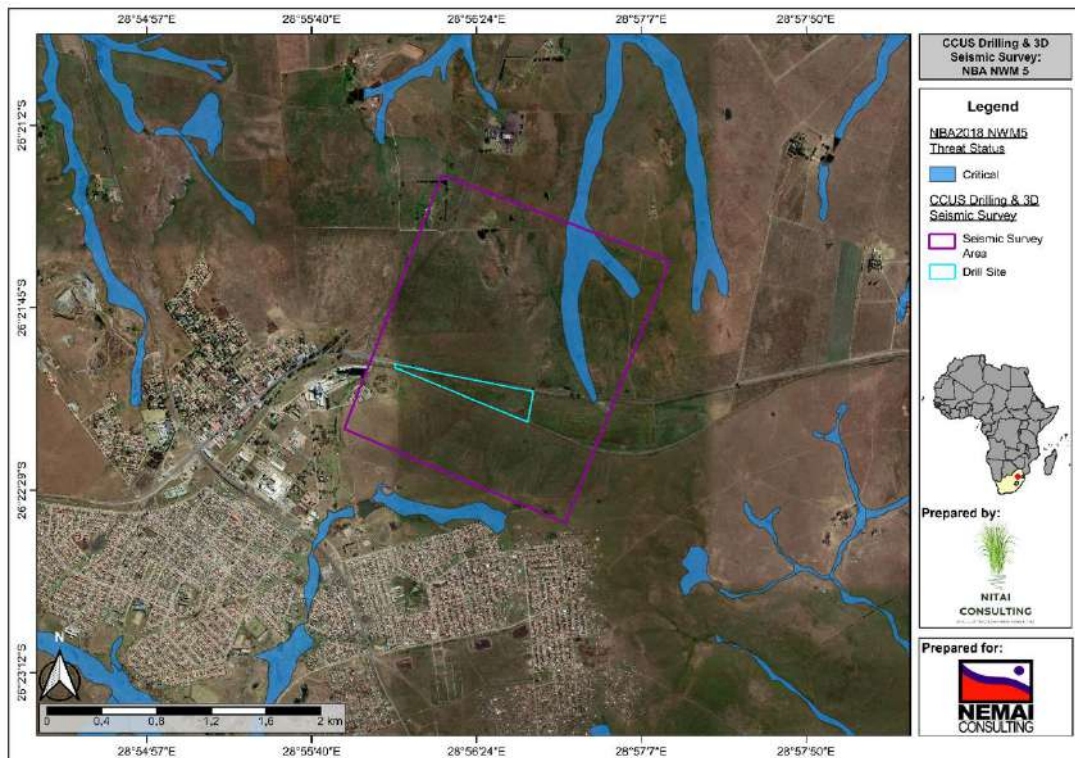 28°54'57"E 28°55'40"E 28°56'24"E 28°57'7"E 28°57'50"E
CCUS Drilling & 3D
Seismic Survey:
NBA NWM 5
Legend
NBA2018 NWM5
Threat Status
Critical
CCUS Drilling & 3D
Seismic Survey
Seismic Survey
Area
Drill Site
26°21'2"S
26°21'45"S
26°22'29"S
26°23'12"S
N
0 0,4 0,8 1,2 1,6 2 km
28°54'57"E 28°55'40"E 28°56'24"E 28°57'7"E 28°57'50"E
Prepared by:
NITAI
CONSULTING
Prepared for:
NEMAI
CONSULTING